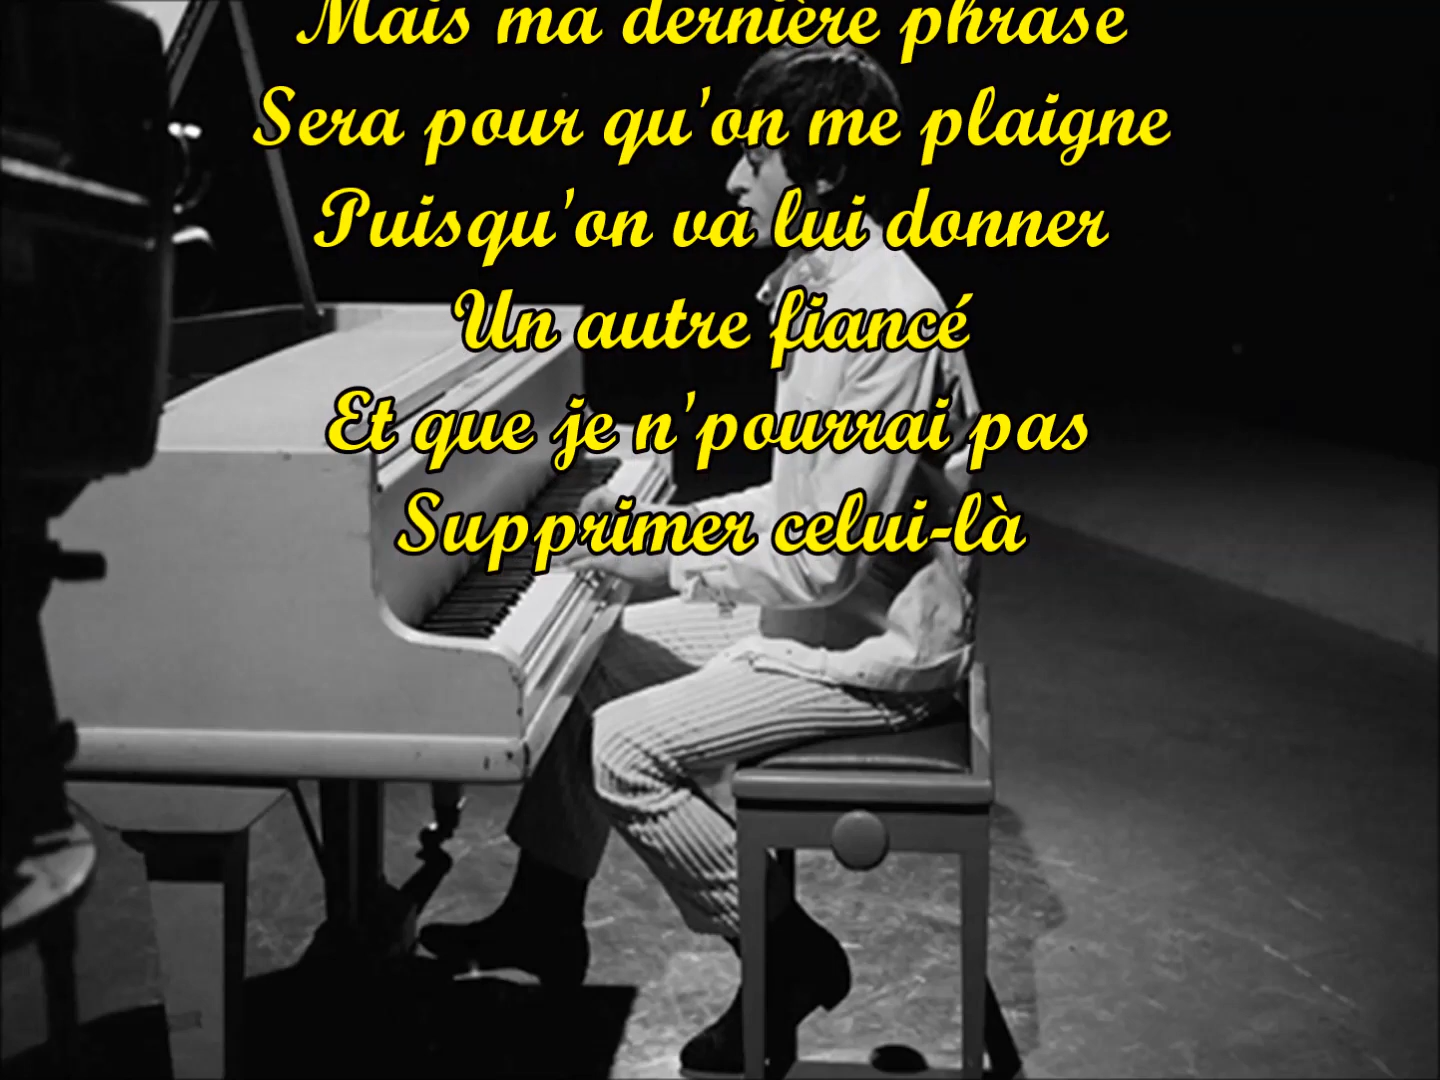 Mais ma dernière phrase
Sera pour qu'on me plaigne
Puisqu'on va lui donner
Un autre fiancé
Et que je n'pourrai pas
Supprimer celui-là